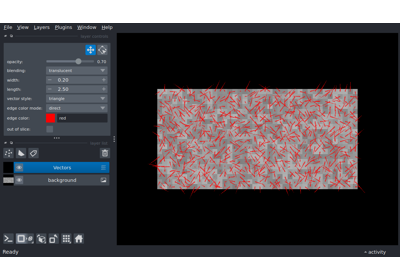 File View Layers Plugins Window Help
opacity: 0.70
blending: translucent
width: 0.20
length: 2.50
vector style: triangle
edge color mode: direct
edge color: red
out of slice:
Vectors
background
Ready
activity